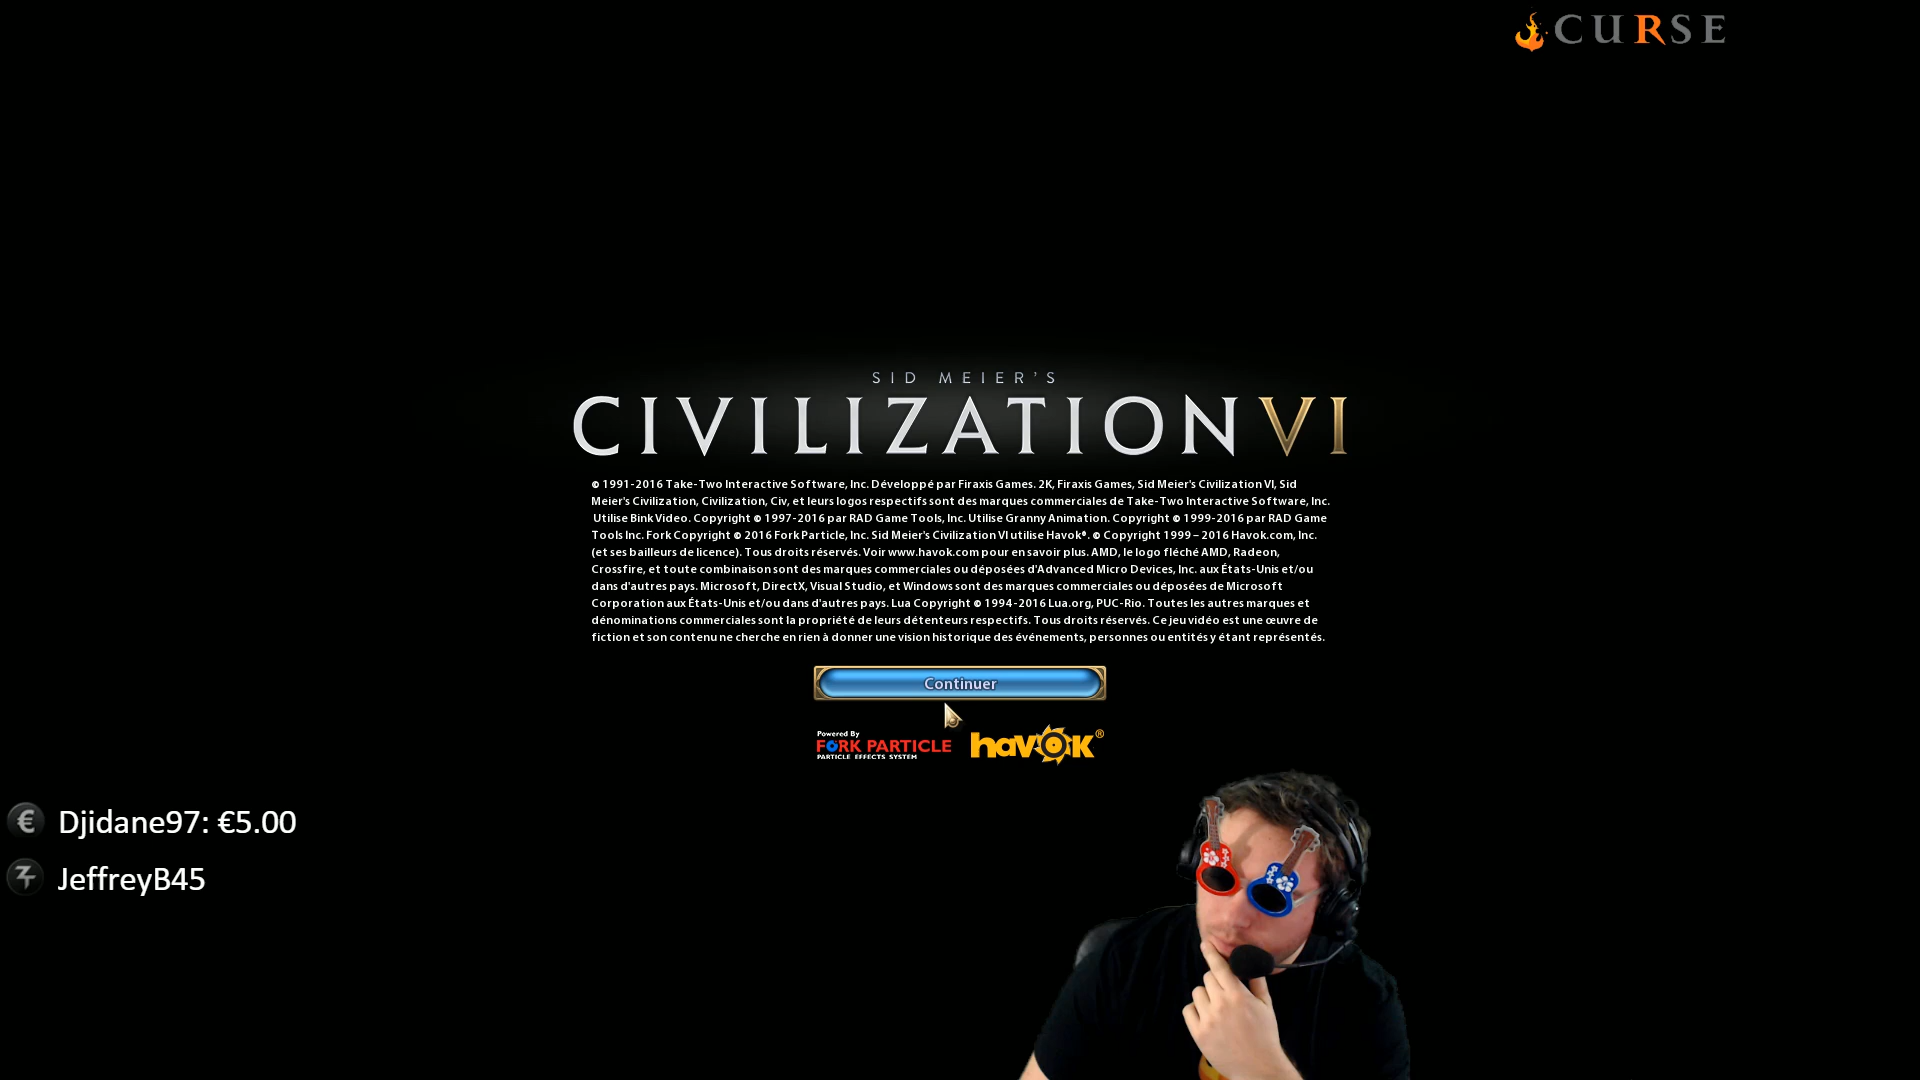 CURSE
SID MEIER'S
CIVILIZATION VI
© 1991-2016 Take-Two Interactive Software, Inc. Développé par Firaxis Games. 2K, Firaxis Games, Sid Meier's Civilization VI, Sid
Meier's Civilization, Civilization, Civ, et leurs logos respectifs sont des marques commerciales de Take-Two Interactive Software, Inc.
Utilise Bink Video. Copyright © 1997-2016 par RAD Game Tools, Inc. Utilise Granny Animation. Copyright © 1999-2016 par RAD Game
Tools Inc. Fork Copyright © 2016 Fork Particle, Inc. Sid Meier's Civilization VI utilise Havok®. © Copyright 1999 – 2016 Havok.com, Inc.
(et ses bailleurs de licence). Tous droits réservés. Voir www.havok.com pour en savoir plus. AMD, le logo fléché AMD, Radeon,
Crossfire, et toute combinaison sont des marques commerciales ou déposées d'Advanced Micro Devices, Inc. aux États-Unis et/ou
dans d'autres pays. Microsoft, DirectX, Visual Studio, et Windows sont des marques commerciales ou déposées de Microsoft
Corporation aux États-Unis et/ou dans d'autres pays. Lua Copyright © 1994-2016 Lua.org, PUC-Rio. Toutes les autres marques et
dénominations commerciales sont la propriété de leurs détenteurs respectifs. Tous droits réservés. Ce jeu vidéo est une œuvre de
fiction et son contenu ne cherche en rien à donner une vision historique des événements, personnes ou entités y étant représentés.
Continuer
Powered By
FORK PARTICLE
PARTICLE EFFECTS SYSTEM
havok®
€ Djidane97: €5.00
JeffreyB45